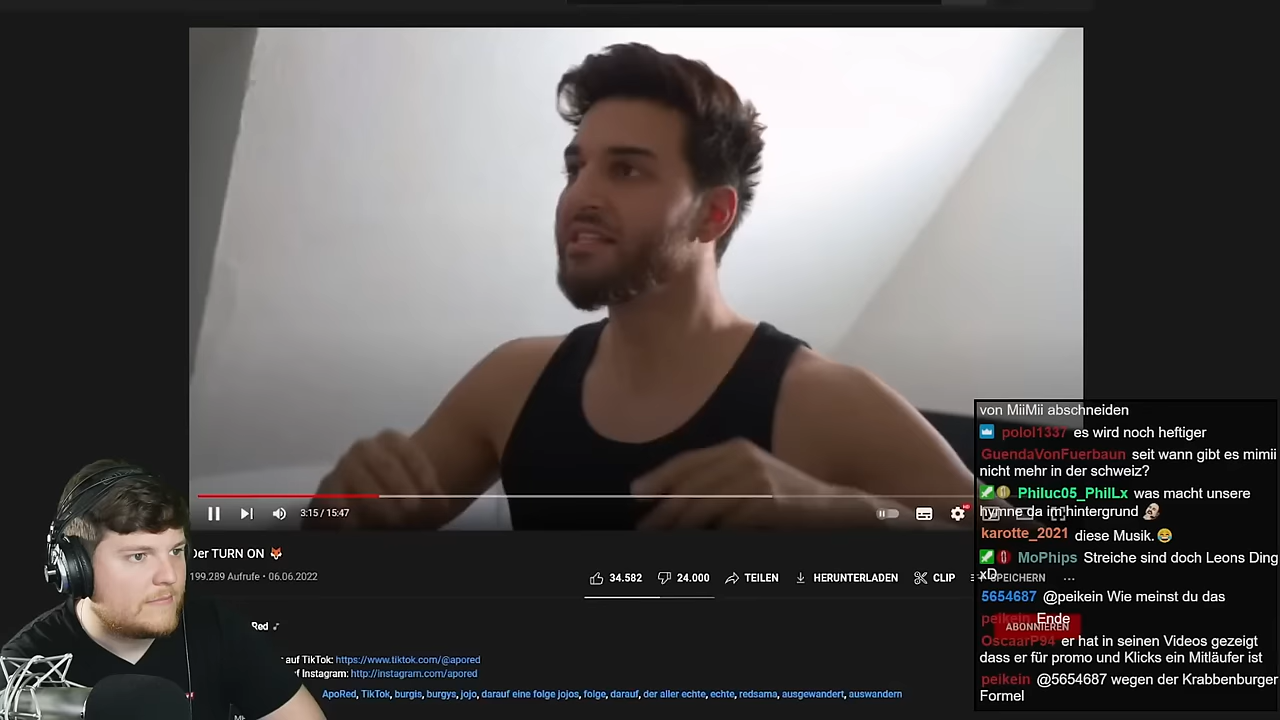 3:15 / 15:47
Der TURN ON 🦊
199.289 Aufrufe • 06.06.2022
34.582
24.000
TEILEN
HERUNTERLADEN
CLIP
SPEICHERN
...
ABONNIEREN
Red
auf TikTok: https://www.tiktok.com/@apored
f Instagram: http://instagram.com/apored
ApoRed, TikTok, burgis, burgys, jojo, darauf eine folge jojos, folge, darauf, der aller echte, echte, redsama, ausgewandert, auswandern
von MiiMii abschneiden
polol1337 es wird noch heftiger
GuendaVonFuerbaun seit wann gibt es mimii
nicht mehr in der schweiz?
Philuc05_PhilLx was macht unsere
hymne da im hintergrund
karotte_2021 diese Musik. 😂
MoPhips Streiche sind doch Leons Ding
xD
5654687 @peikein Wie meinst du das
peikein Ende
OscaarP94 er hat in seinen Videos gezeigt
dass er für promo und Klicks ein Mitläufer ist
peikein @5654687 wegen der Krabbenburger
Formel